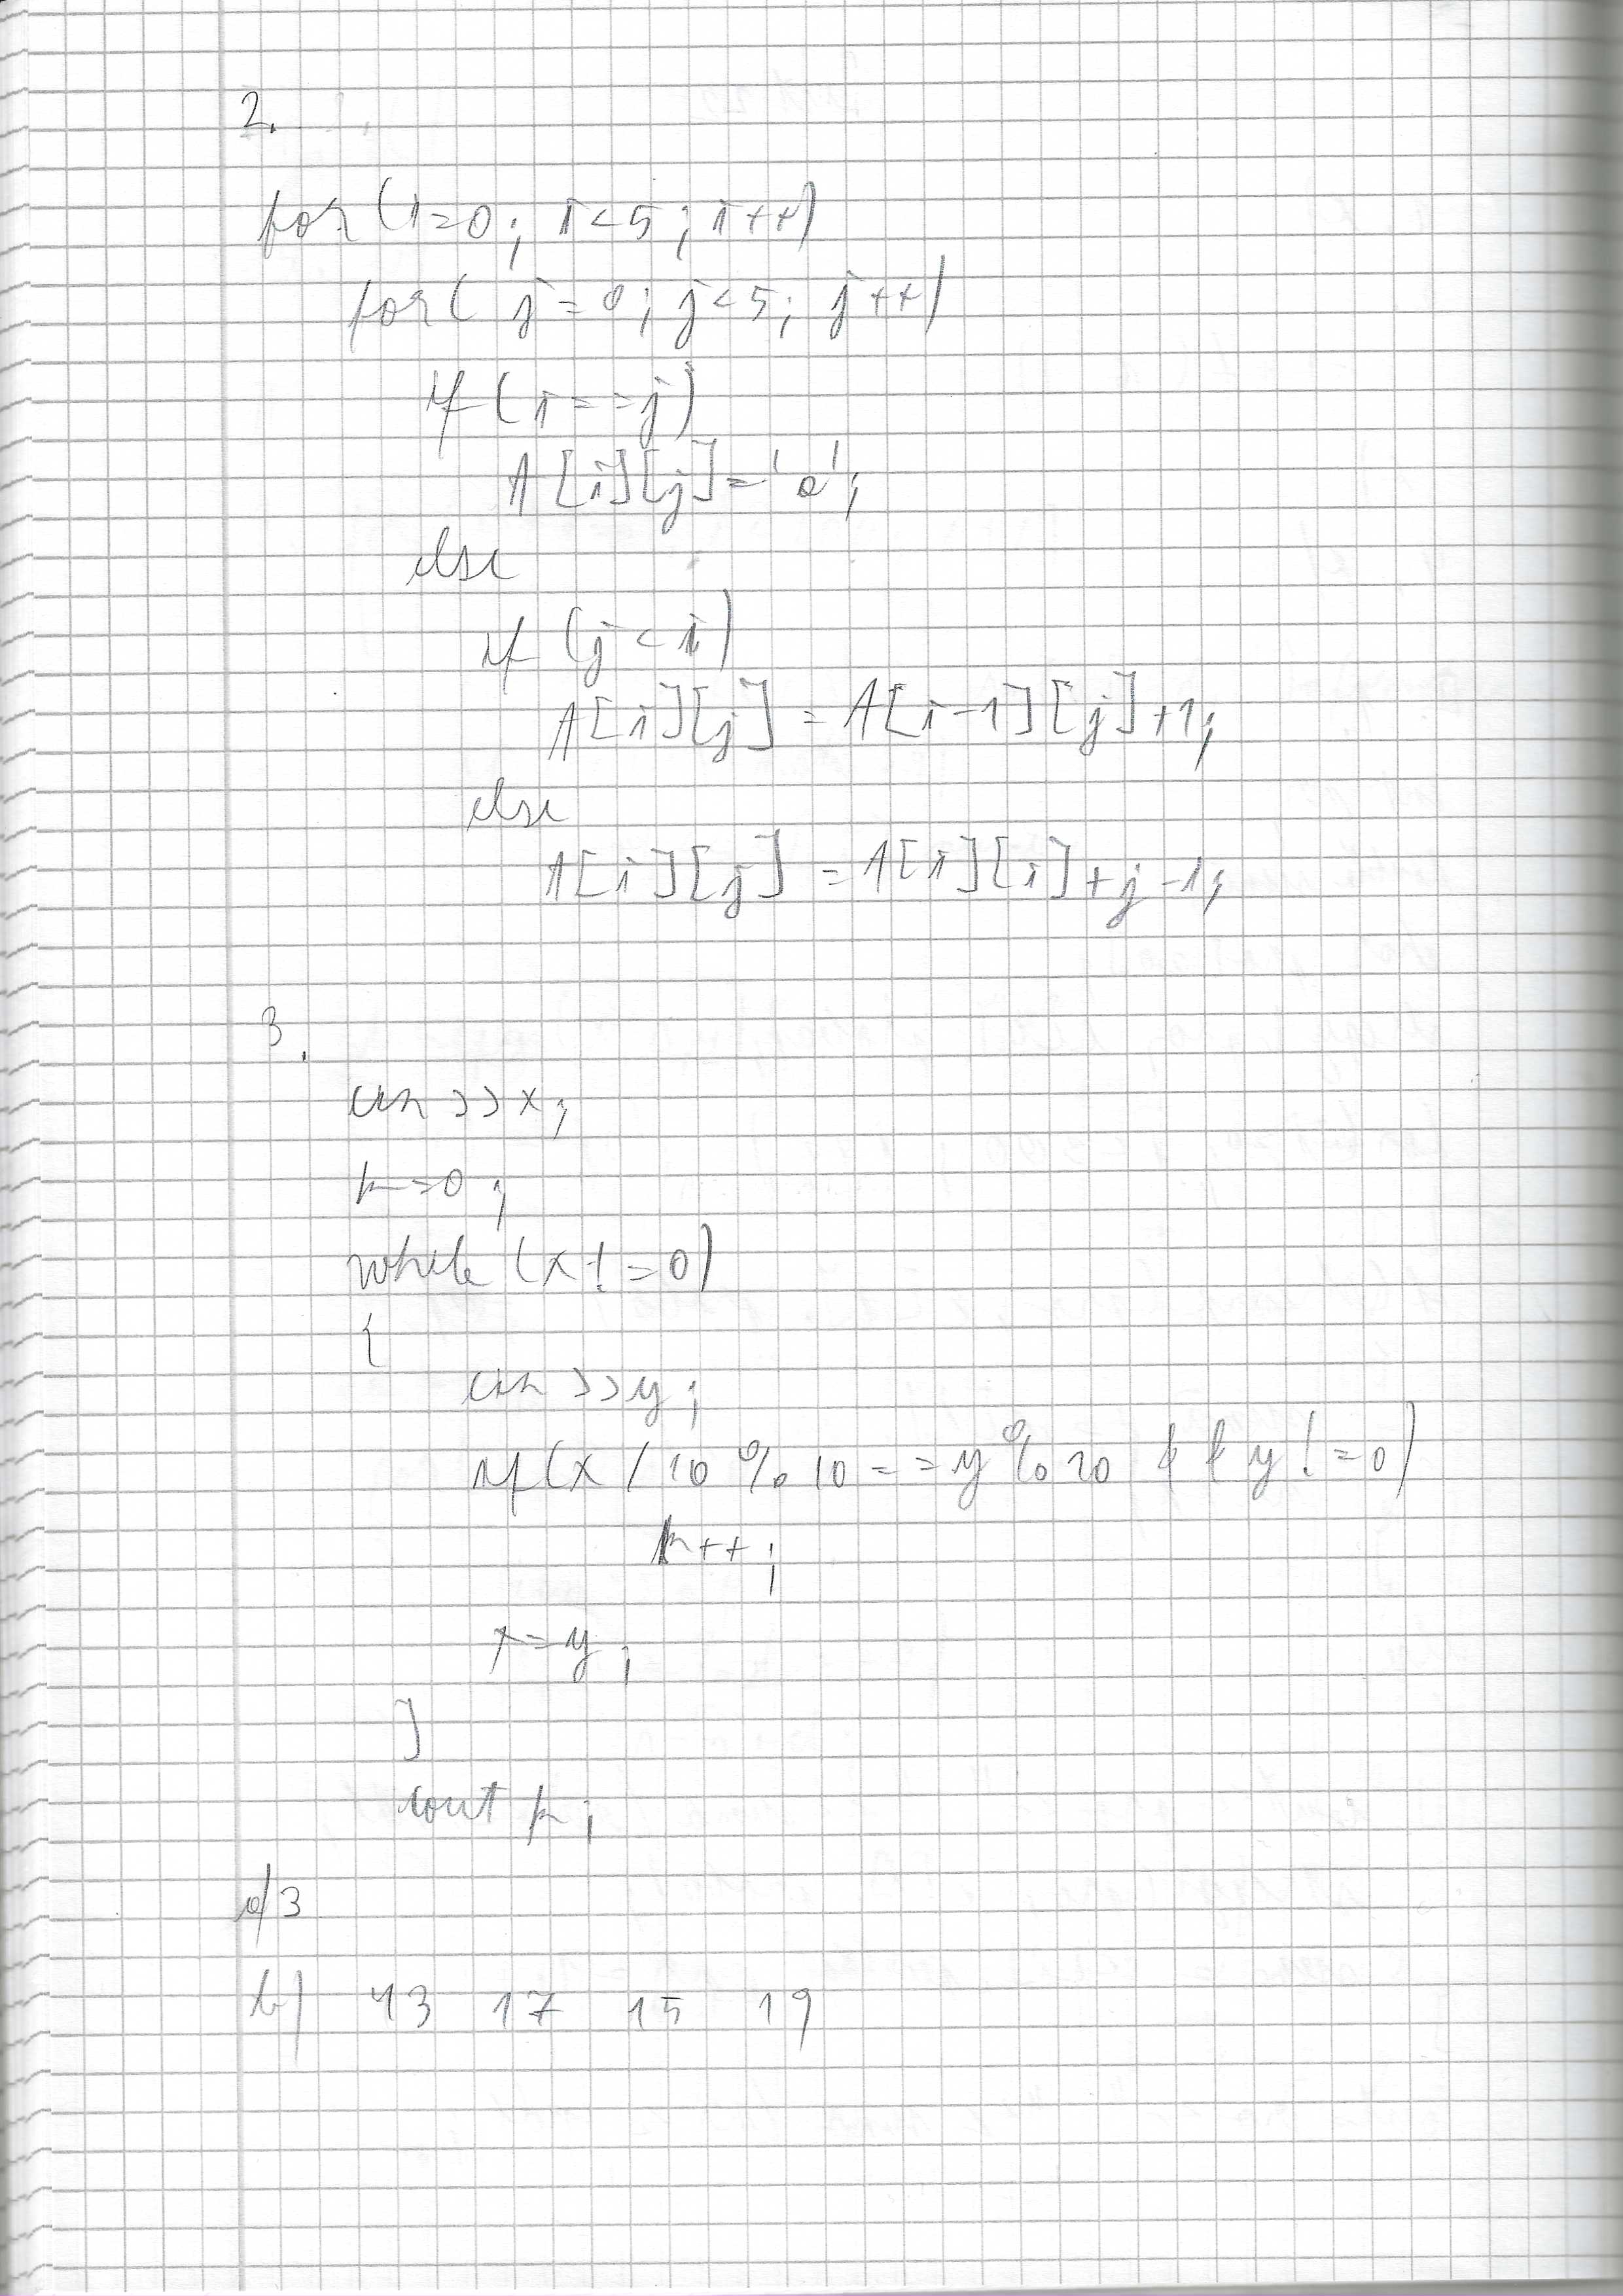 2.
for(i=0; i<5; i++)
for( j=0; j<5; j++)
if(i==j)
A[i][j]='a';
else
if (j<i)
A[i][j]=A[i-1][j]+1;
else
A[i][j]=A[i][i]+j-1;
3.
cin>>x;
k=0;
while (x!=0)
{
cin>>y;
if(x/10%10==y%20 && y!=0)
k++;
x=y;
}
cout k;
a) 3
b) 43 17 15 19